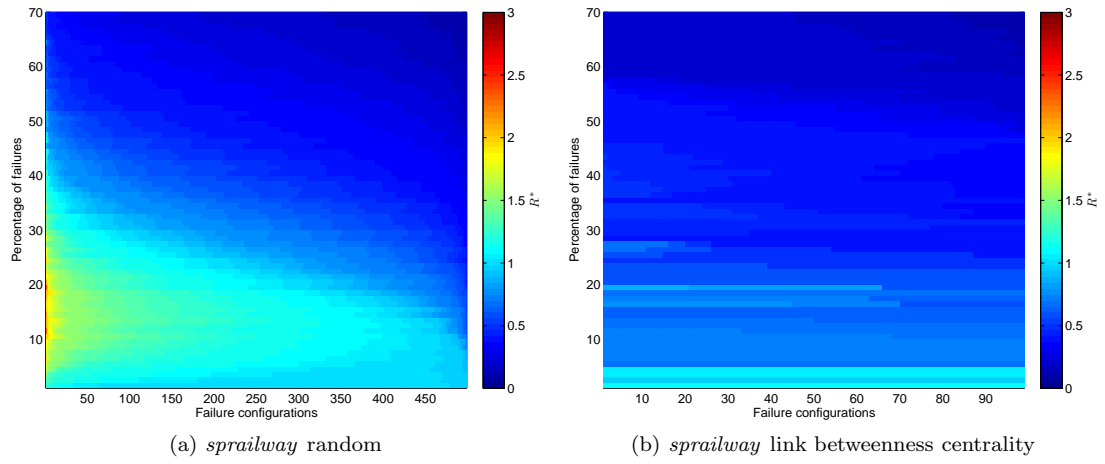 70
60
50
40
30
20
10
Percentage of failures
50 100 150 200 250 300 350 400 450
Failure configurations
3
2.5
2
1.5
1
0.5
0
R*
(a) sprailway random
70
60
50
40
30
20
10
Percentage of failures
10 20 30 40 50 60 70 80 90
Failure configurations
3
2.5
2
1.5
1
0.5
0
R*
(b) sprailway link betweenness centrality